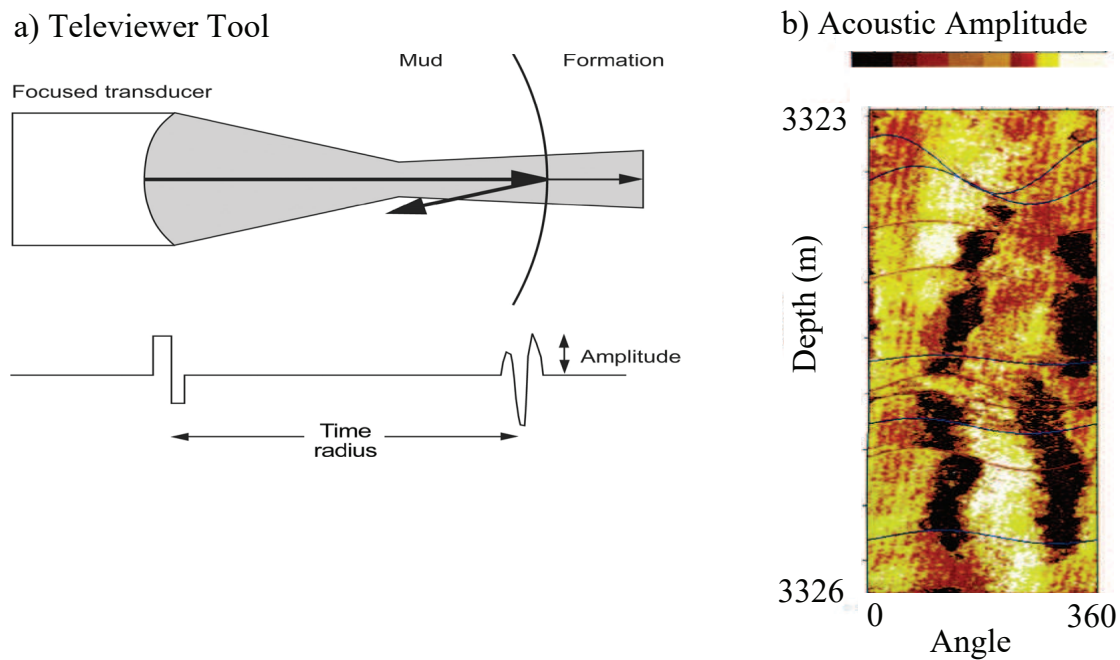 a) Televiewer Tool
Mud
Formation
Focused transducer
Amplitude
Time
radius
b) Acoustic Amplitude
3323
Depth (m)
3326
0
360
Angle